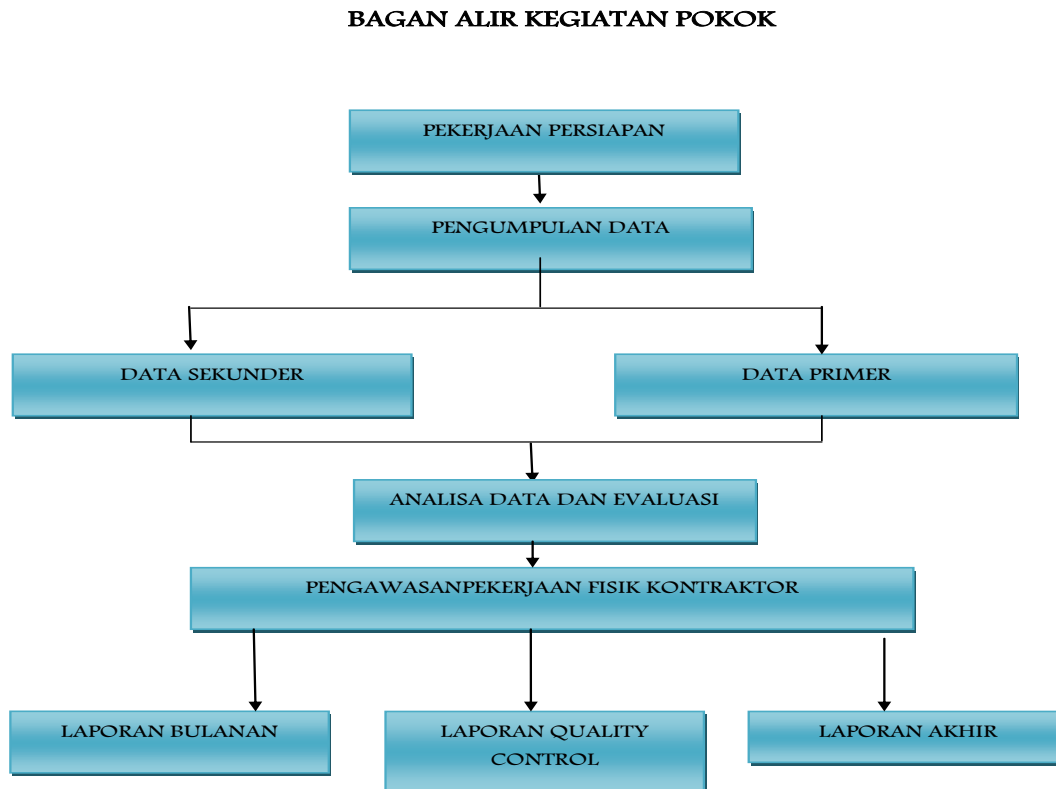 BAGAN ALIR KEGIATAN POKOK
PEKERJAAN PERSIAPAN
PENGUMPULAN DATA
DATA SEKUNDER
DATA PRIMER
ANALISA DATA DAN EVALUASI
PENGAWASANPEKERJAAN FISIK KONTRAKTOR
LAPORAN BULANAN
LAPORAN QUALITY
CONTROL
LAPORAN AKHIR